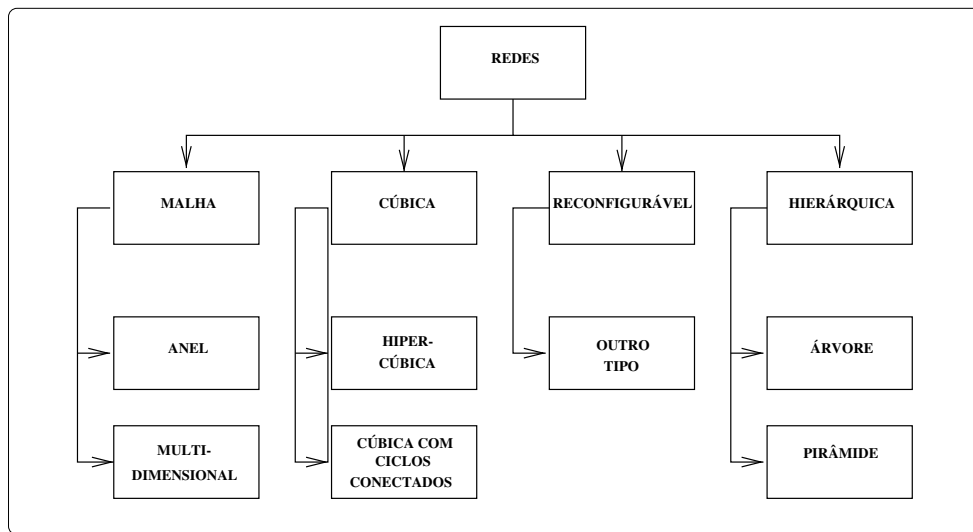 REDES
MALHA
CÚBICA
RECONFIGURÁVEL
HIERÁRQUICA
ANEL
HIPER-
CÚBICA
OUTRO
TIPO
ÁRVORE
MULTI-
DIMENSIONAL
CÚBICA COM
CICLOS
CONECTADOS
PIRÂMIDE